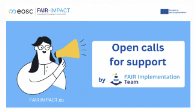 eosc FAIR-IMPACT
Open calls
for support
by FAIR Implementation
Team
FAIR-IMPACT.eu